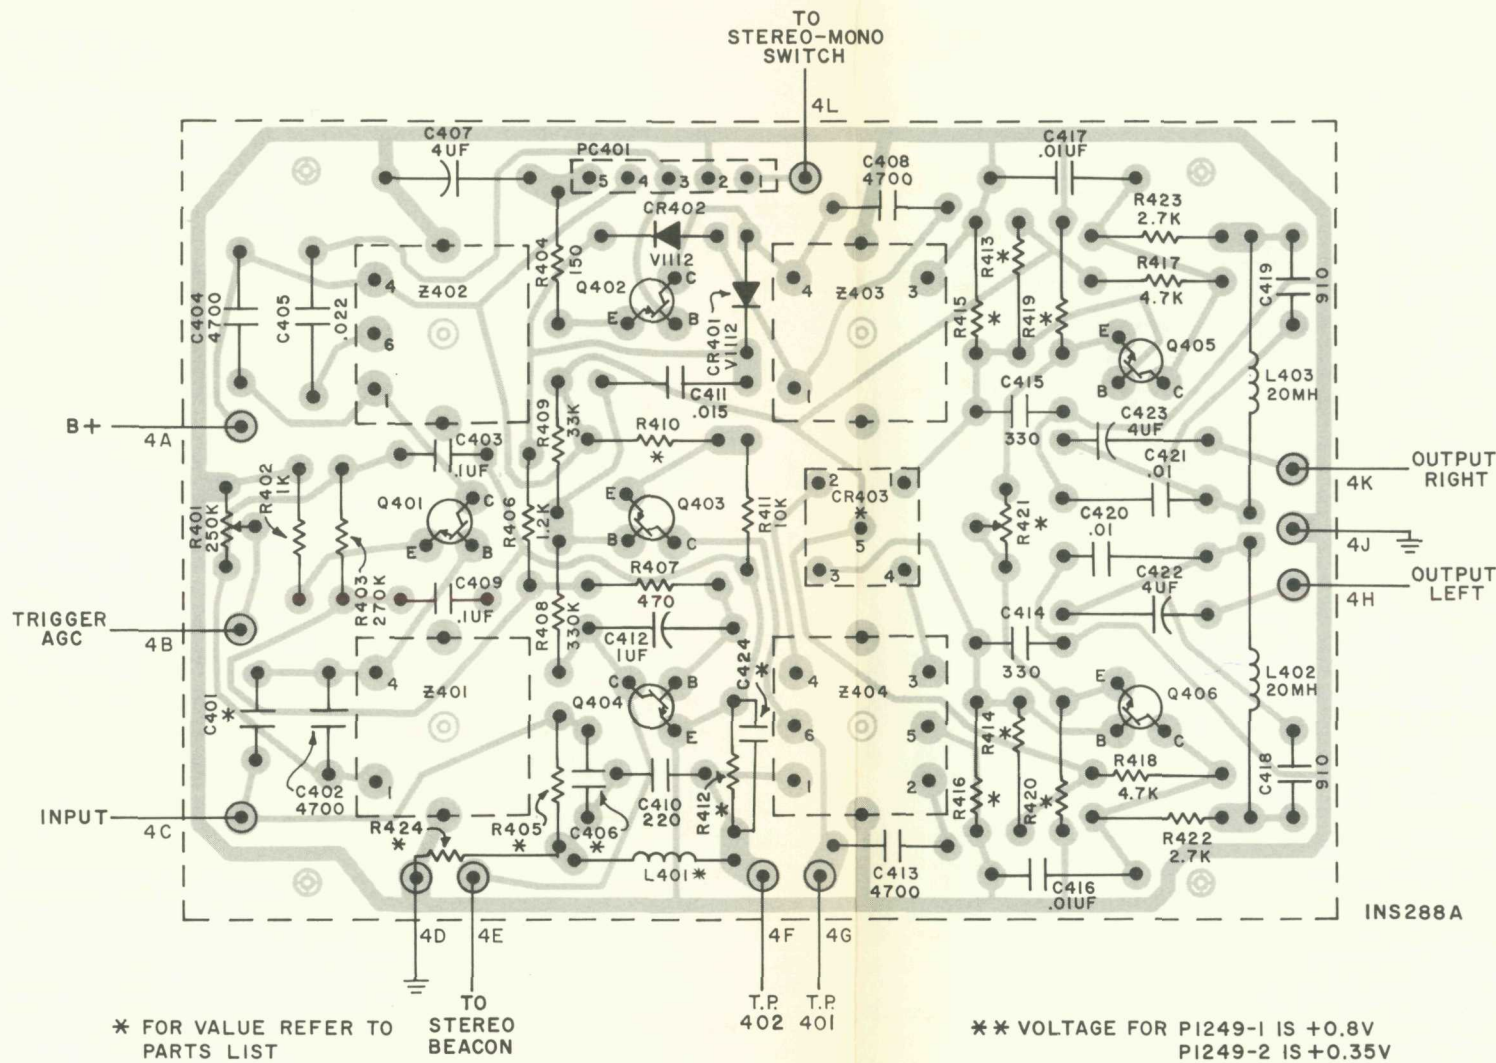 TO
STEREO-MONO
SWITCH
4L
C407
4UF
PC401
5 4 3 2 1
C408
4700
C417
.01UF
R423
2.7K
CR402
V1112
R404
150
Q402
C
E
B
CR401
V1112
4
Z402
6
1
C404
4700
C405
.022
4
Z403
3
1
R413
*
R415
*
R419
*
R417
4.7K
C419
910
E
Q405
B
C
L403
20MH
B+
4A
C411
.015
R409
33K
R410
*
C415
330
C423
4UF
C421
.01
4K
OUTPUT
RIGHT
C403
.1UF
R402
1K
R401
250K
R403
270K
Q401
C
E
B
R406
1.2K
E
Q403
B
C
R411
10K
2
1
CR403
*
5
3
4
R421
*
C420
.01
4J
OUTPUT
LEFT
4H
C409
.1UF
R407
470
R408
330K
C412
1UF
C422
4UF
C414
330
TRIGGER
AGC
4B
4
Z401
1
C401
*
C402
4700
C
Q404
B
E
C424
*
4
Z404
3
6
5
1
2
R414
*
R416
*
R420
*
E
Q406
B
C
L402
20MH
R418
4.7K
C418
910
R422
2.7K
INPUT
4C
R424
*
R405
*
C406
*
C410
220
R412
*
L401*
C413
4700
C416
.01UF
INS288A
4D
4E
4F
4G
TO
STEREO
BEACON
T.P.
402
T.P.
401
* FOR VALUE REFER TO
PARTS LIST
** VOLTAGE FOR P1249-1 IS +0.8V
P1249-2 IS +0.35V